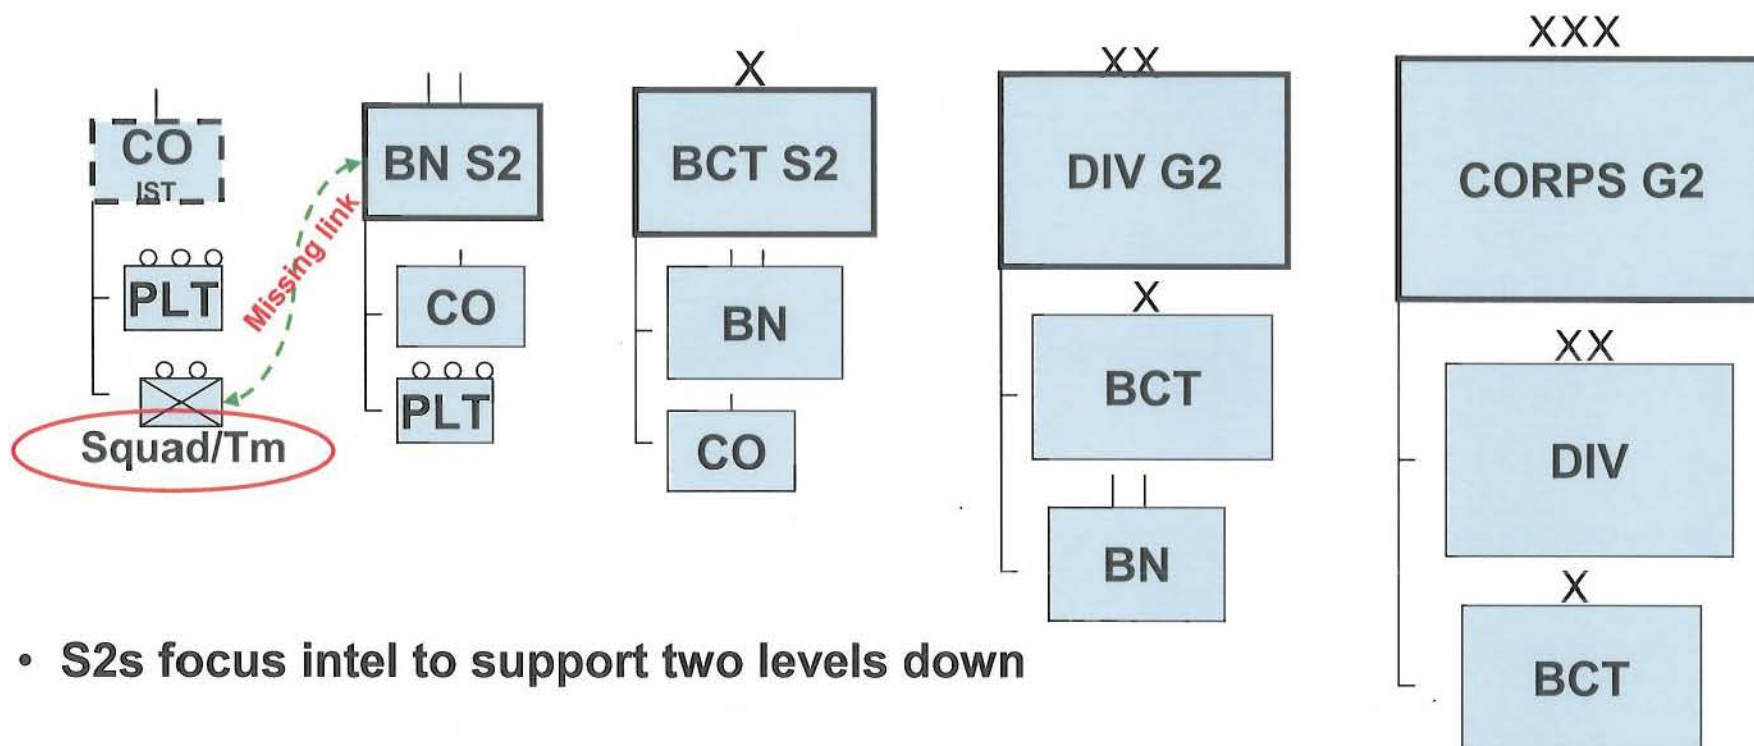 CO
IST
PLT
Squad/Tm
Missing link
BN S2
CO
PLT
X
BCT S2
BN
CO
XX
DIV G2
X
BCT
BN
XXX
CORPS G2
XX
DIV
X
BCT
• S2s focus intel to support two levels down